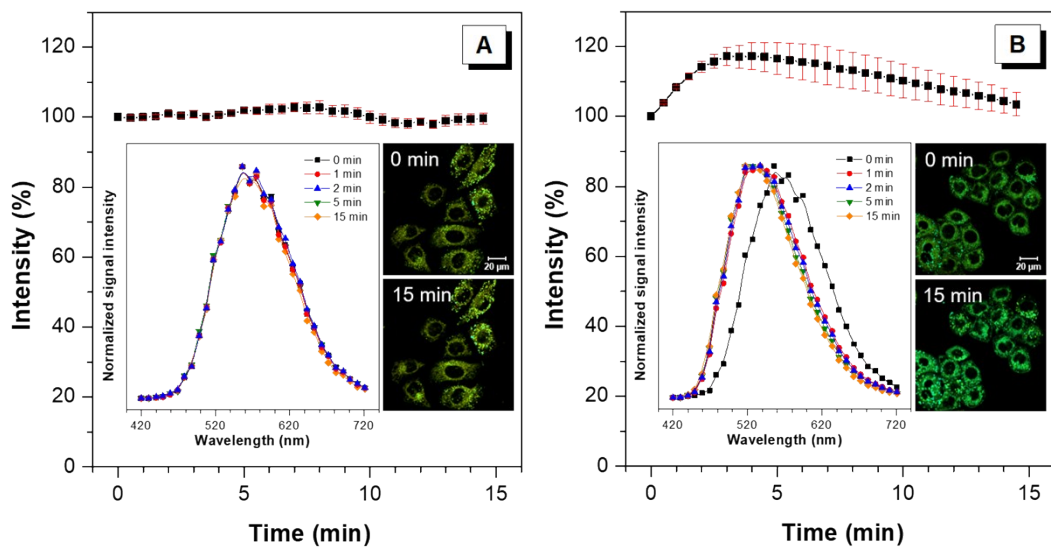 A
Intensity (%)
120
100
80
60
40
20
0
0
5
10
15
Time (min)
Normalized signal intensity
0 min
1 min
2 min
5 min
15 min
420
520
620
720
Wavelength (nm)
0 min
20 µm
15 min
B
Intensity (%)
120
100
80
60
40
20
0
0
5
10
15
Time (min)
Normalized signal intensity
0 min
1 min
2 min
5 min
15 min
420
520
620
720
Wavelength (nm)
0 min
20 µm
15 min